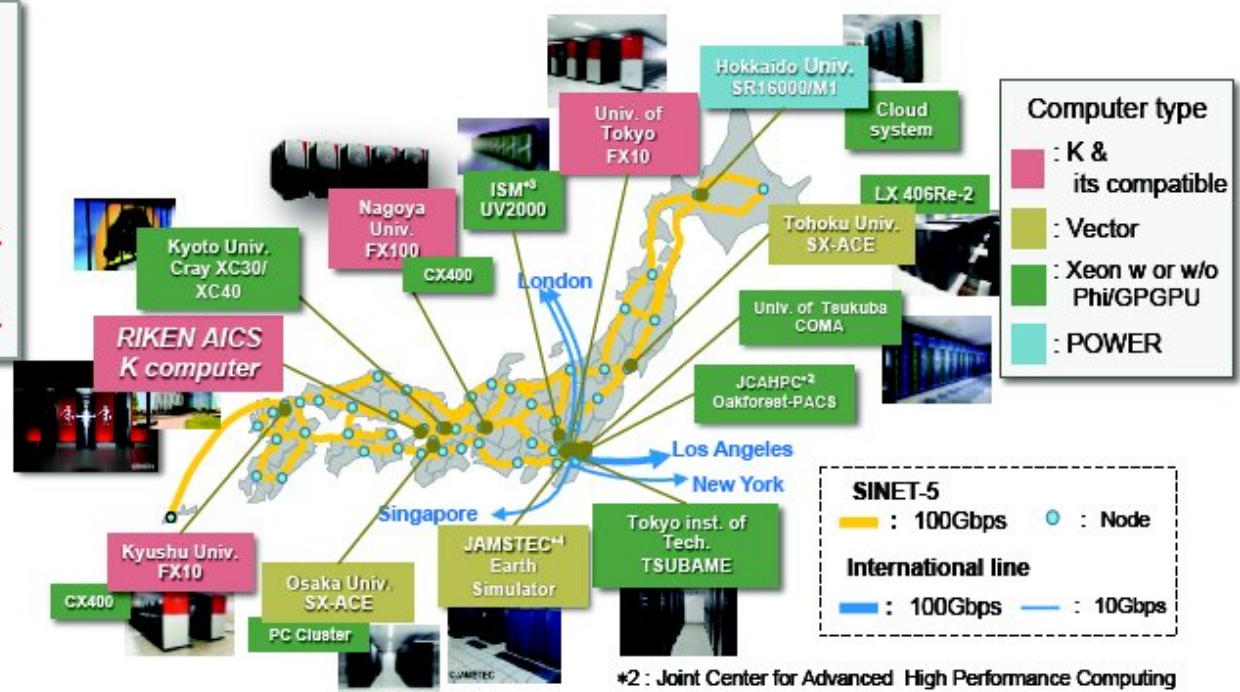 Hokkaido Univ.
SR16000/M1
Cloud
system
Univ. of
Tokyo
FX10
ISM*3
UV2000
Nagoya
Univ.
FX100
CX400
Kyoto Univ.
Cray XC30/
XC40
RIKEN AICS
K computer
LX 406Re-2
Tohoku Univ.
SX-ACE
Univ. of Tsukuba
COMA
JCAHPC*2
Oakforest-PACS
London
Los Angeles
New York
Singapore
Kyushu Univ.
FX10
CX400
Osaka Univ.
SX-ACE
PC Cluster
JAMSTEC*4
Earth
Simulator
Tokyo inst. of
Tech.
TSUBAME
Computer type
: K &
its compatible
: Vector
: Xeon w or w/o
Phi/GPGPU
: POWER
SINET-5
: 100Gbps : Node
International line
: 100Gbps : 10Gbps
©JAMSTEC
*2 : Joint Center for Advanced High Performance Computing